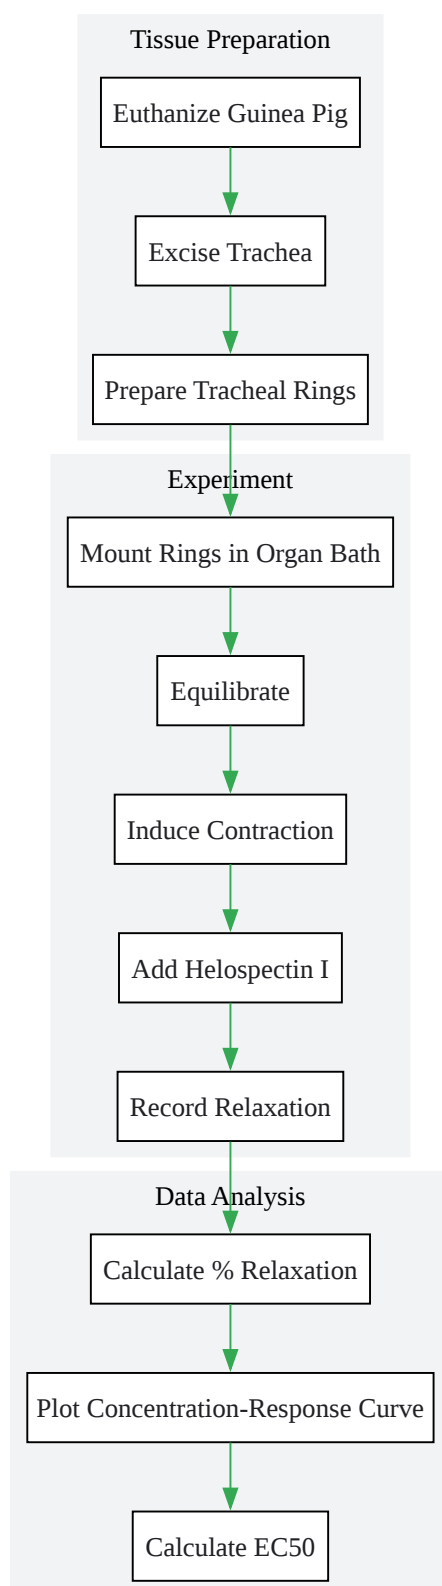 Tissue Preparation
Euthanize Guinea Pig
Excise Trachea
Prepare Tracheal Rings
Experiment
Mount Rings in Organ Bath
Equilibrate
Induce Contraction
Add Helospectin I
Record Relaxation
Data Analysis
Calculate % Relaxation
Plot Concentration-Response Curve
Calculate EC50